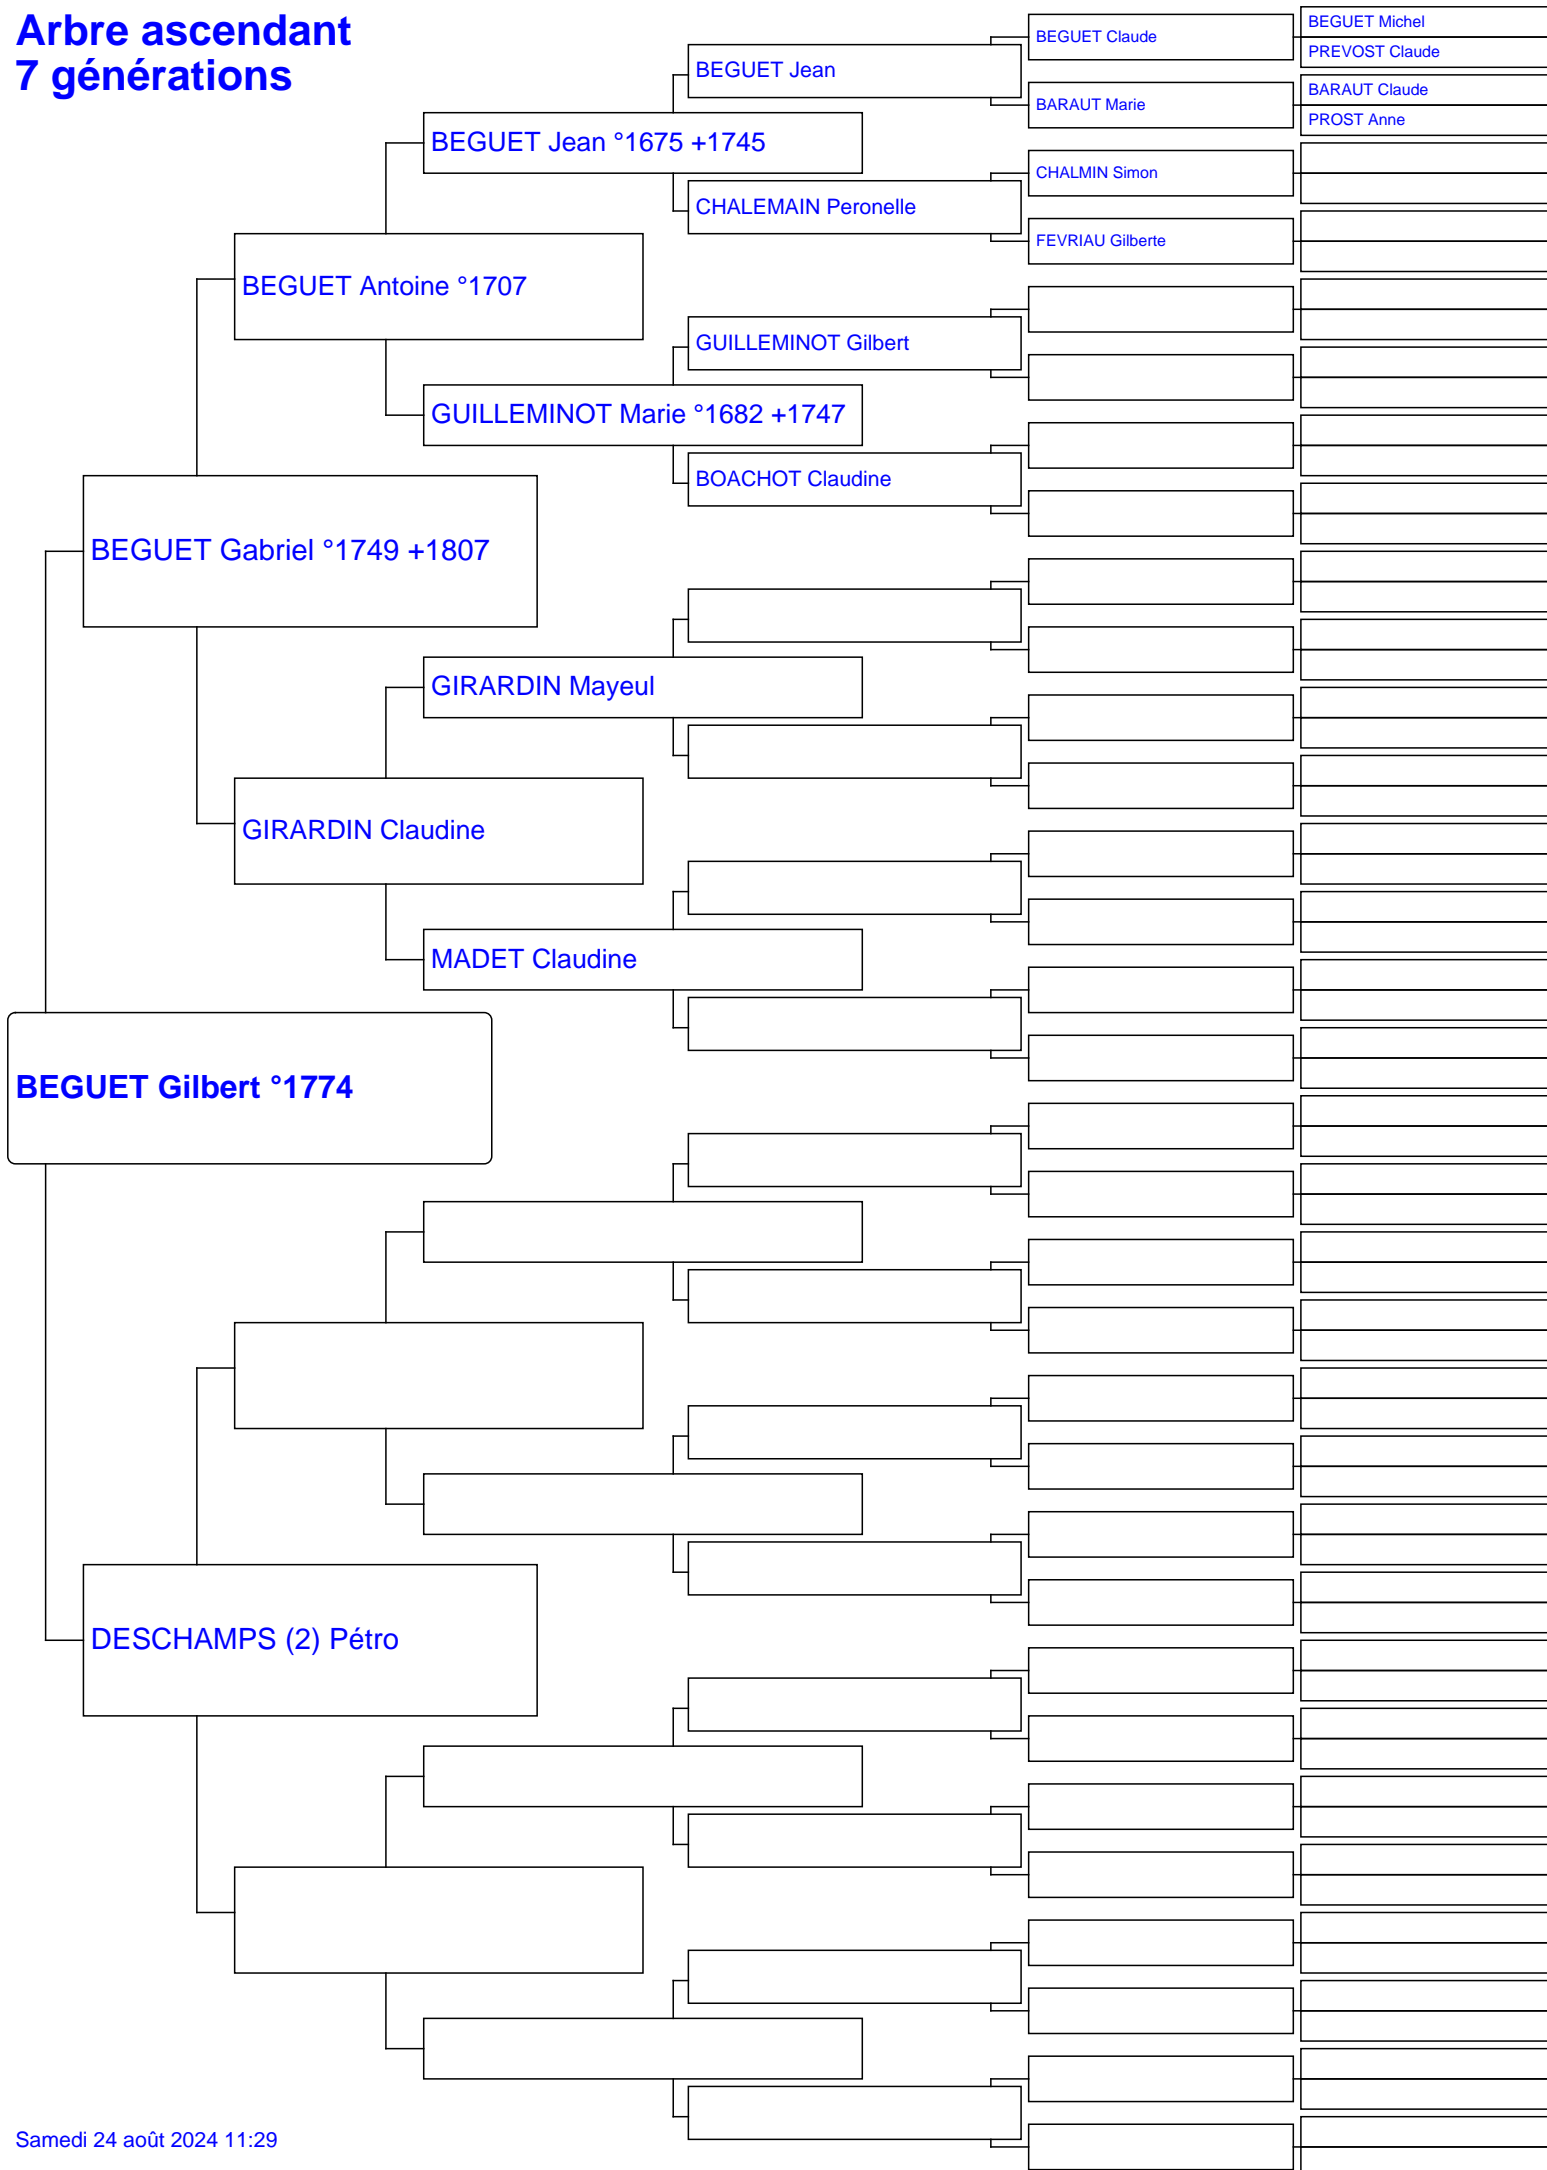 Arbre ascendant
7 générations
BEGUET Michel
BEGUET Claude
PREVOST Claude
BEGUET Jean
BARAUT Claude
BARAUT Marie
PROST Anne
BEGUET Jean °1675 +1745
CHALMIN Simon
CHALEMAIN Peronelle
FEVRIAU Gilberte
BEGUET Antoine °1707
GUILLEMINOT Gilbert
GUILLEMINOT Marie °1682 +1747
BOACHOT Claudine
BEGUET Gabriel °1749 +1807
GIRARDIN Mayeul
GIRARDIN Claudine
MADET Claudine
BEGUET Gilbert °1774
DESCHAMPS (2) Pétro
Samedi 24 août 2024 11:29